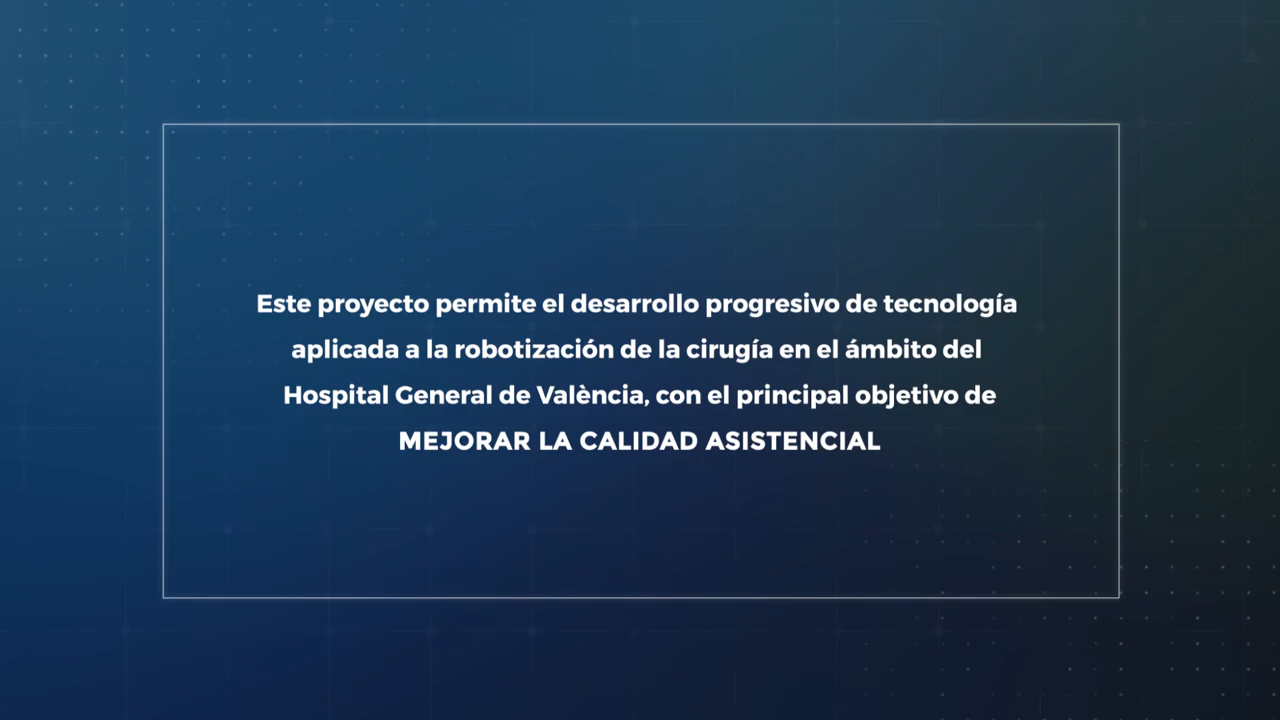 Este proyecto permite el desarrollo progresivo de tecnología
aplicada a la robotización de la cirugía en el ámbito del
Hospital General de València, con el principal objetivo de
MEJORAR LA CALIDAD ASISTENCIAL